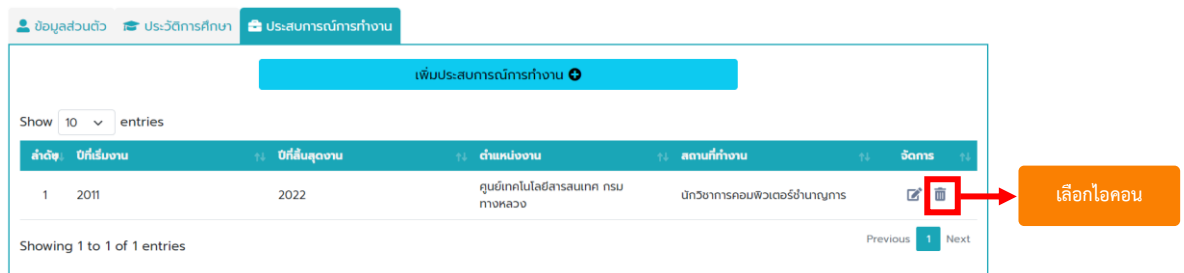 ข้อมูลส่วนตัว ประวัติการศึกษา ประสบการณ์การทำงาน
เพิ่มประสบการณ์การทำงาน
Show 10 entries
ลำดับ ปีที่เริ่มงาน ปีที่สิ้นสุดงาน ตำแหน่งงาน สถานที่ทำงาน จัดการ
1 2011 2022 ศูนย์เทคโนโลยีสารสนเทศ กรม นักวิชาการคอมพิวเตอร์ชำนาญการ
ทางหลวง
เลือกไอคอน
Showing 1 to 1 of 1 entries Previous 1 Next